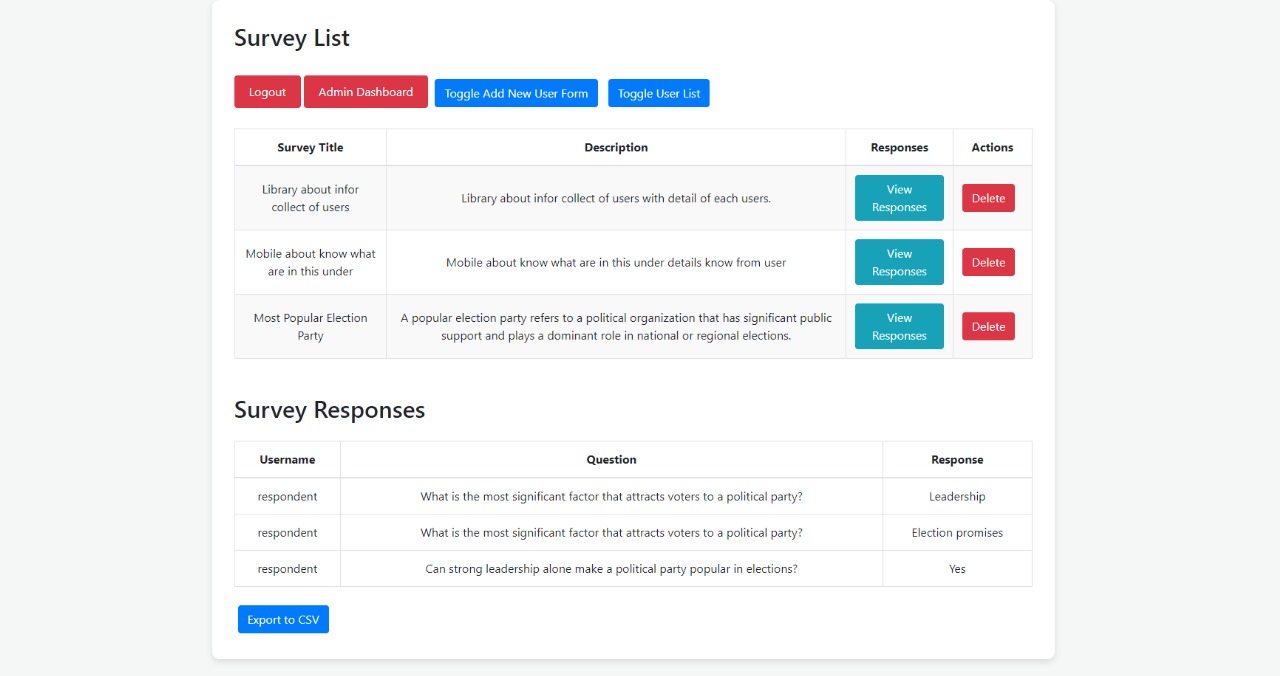 Survey List
Logout Admin Dashboard Toggle Add New User Form Toggle User List
Survey Title Description Responses Actions
Library about infor
collect of users
Library about infor collect of users with detail of each users.
View
Responses
Delete
Mobile about know what
are in this under
Mobile about know what are in this under details know from user
View
Responses
Delete
Most Popular Election
Party
A popular election party refers to a political organization that has significant public
support and plays a dominant role in national or regional elections.
View
Responses
Delete
Survey Responses
Username Question Response
respondent What is the most significant factor that attracts voters to a political party? Leadership
respondent What is the most significant factor that attracts voters to a political party? Election promises
respondent Can strong leadership alone make a political party popular in elections? Yes
Export to CSV